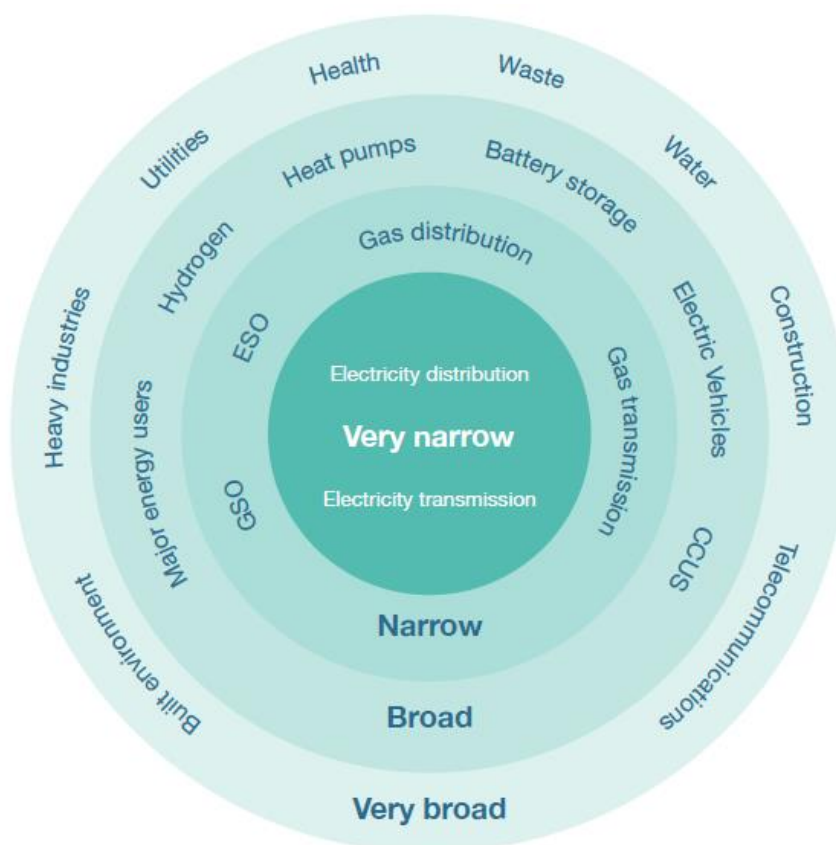 Health
Waste
Utilities
Water
Heat pumps
Battery storage
Hydrogen
Gas distribution
Heavy industries
Construction
ESO
Electric Vehicles
Electricity distribution
Gas transmission
Very narrow
Major energy users
GSO
Electricity transmission
CCUS
Built environment
Telecommunications
Narrow
Broad
Very broad